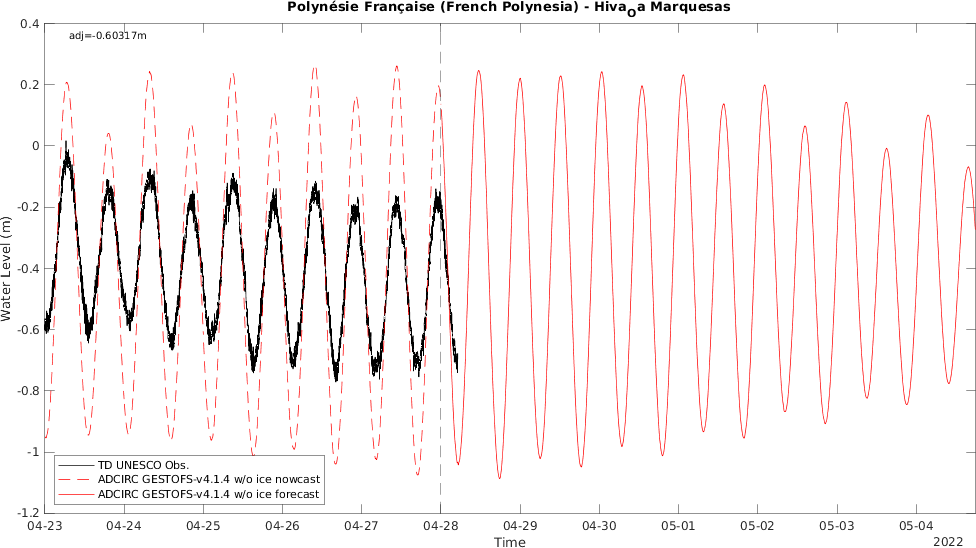 Polynésie Française (French Polynesia) - Hiva_Oa Marquesas
adj=-0.60317m
0.4
0.2
0
-0.2
-0.4
-0.6
-0.8
-1
-1.2
Water Level (m)
TD UNESCO Obs.
ADCIRC GESTOFS-v4.1.4 w/o ice nowcast
ADCIRC GESTOFS-v4.1.4 w/o ice forecast
04-23 04-24 04-25 04-26 04-27 04-28 04-29 04-30 05-01 05-02 05-03 05-04
Time
2022